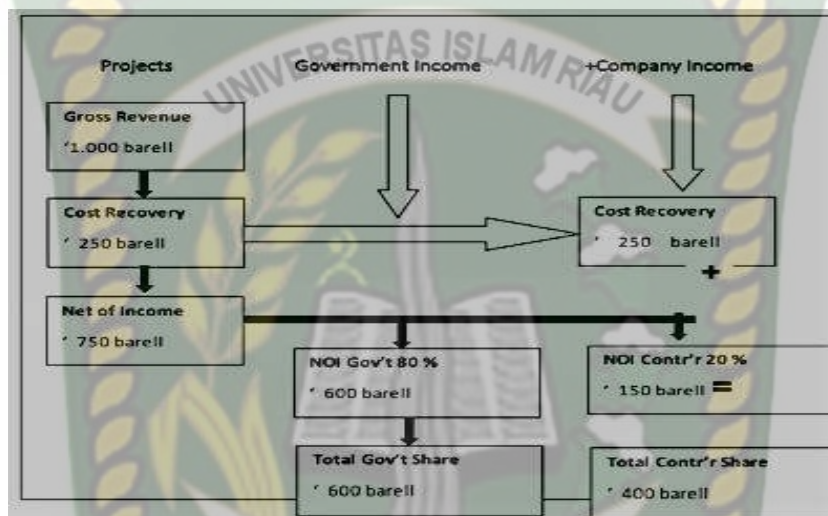 UNIVERSITAS ISLAM RIAU
Projects
Government Income
+Company Income
Gross Revenue
‘1.000 barell
Cost Recovery
‘ 250 barell
Cost Recovery
‘ 250 barell
+
Net of Income
‘ 750 barell
NOI Gov't 80 %
‘ 600 barell
NOI Contr'r 20 %
‘ 150 barell =
Total Gov't Share
‘ 600 barell
Total Contr'r Share
‘ 400 barell